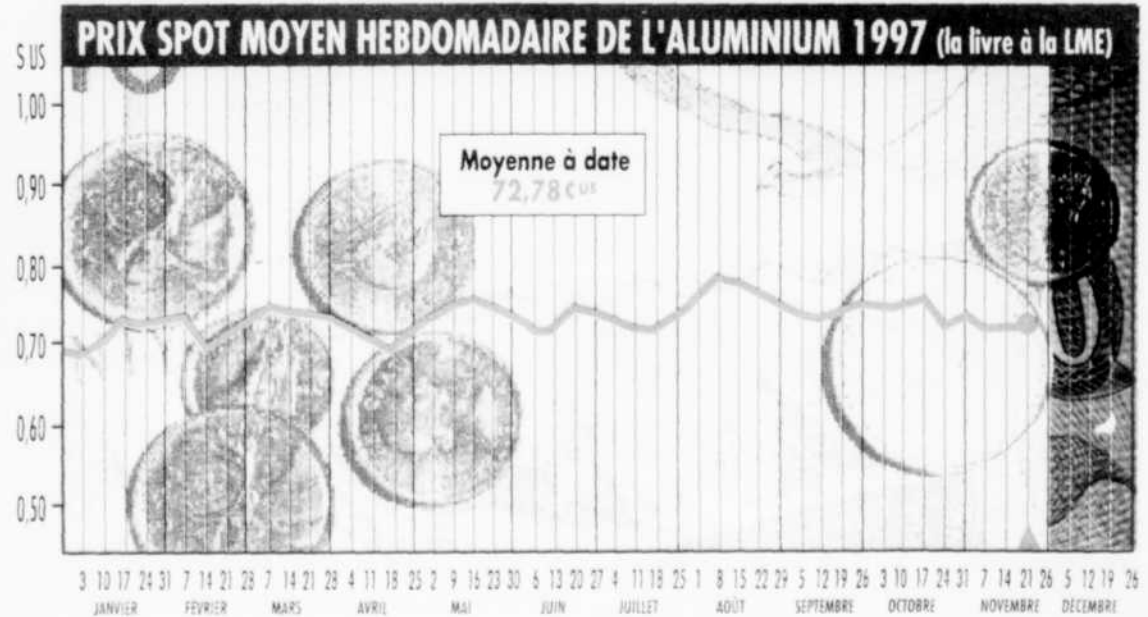 PRIX SPOT MOYEN HEBDOMADAIRE DE L'ALUMINIUM 1997 (la livre à la LME)
$ US
1,00
0,90
0,80
0,70
0,60
0,50
Moyenne à date
72,78¢ US
3 10 17 24 31 7 14 21 28 7 14 21 28 4 11 18 25 2 9 16 23 30 6 13 20 27 4 11 18 25 1 8 15 22 29 5 12 19 26 3 10 17 24 31 7 14 21 26 5 12 19 26
JANVIER FÉVRIER MARS AVRIL MAI JUIN JUILLET AOÛT SEPTEMBRE OCTOBRE NOVEMBRE DÉCEMBRE